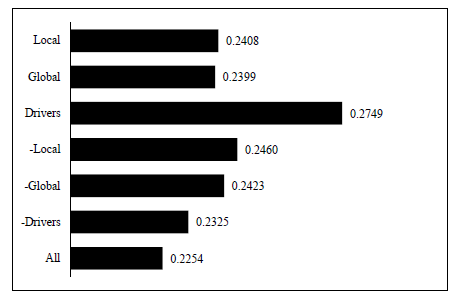 Local 0.2408
Global 0.2399
Drivers 0.2749
-Local 0.2460
-Global 0.2423
-Drivers 0.2325
All 0.2254